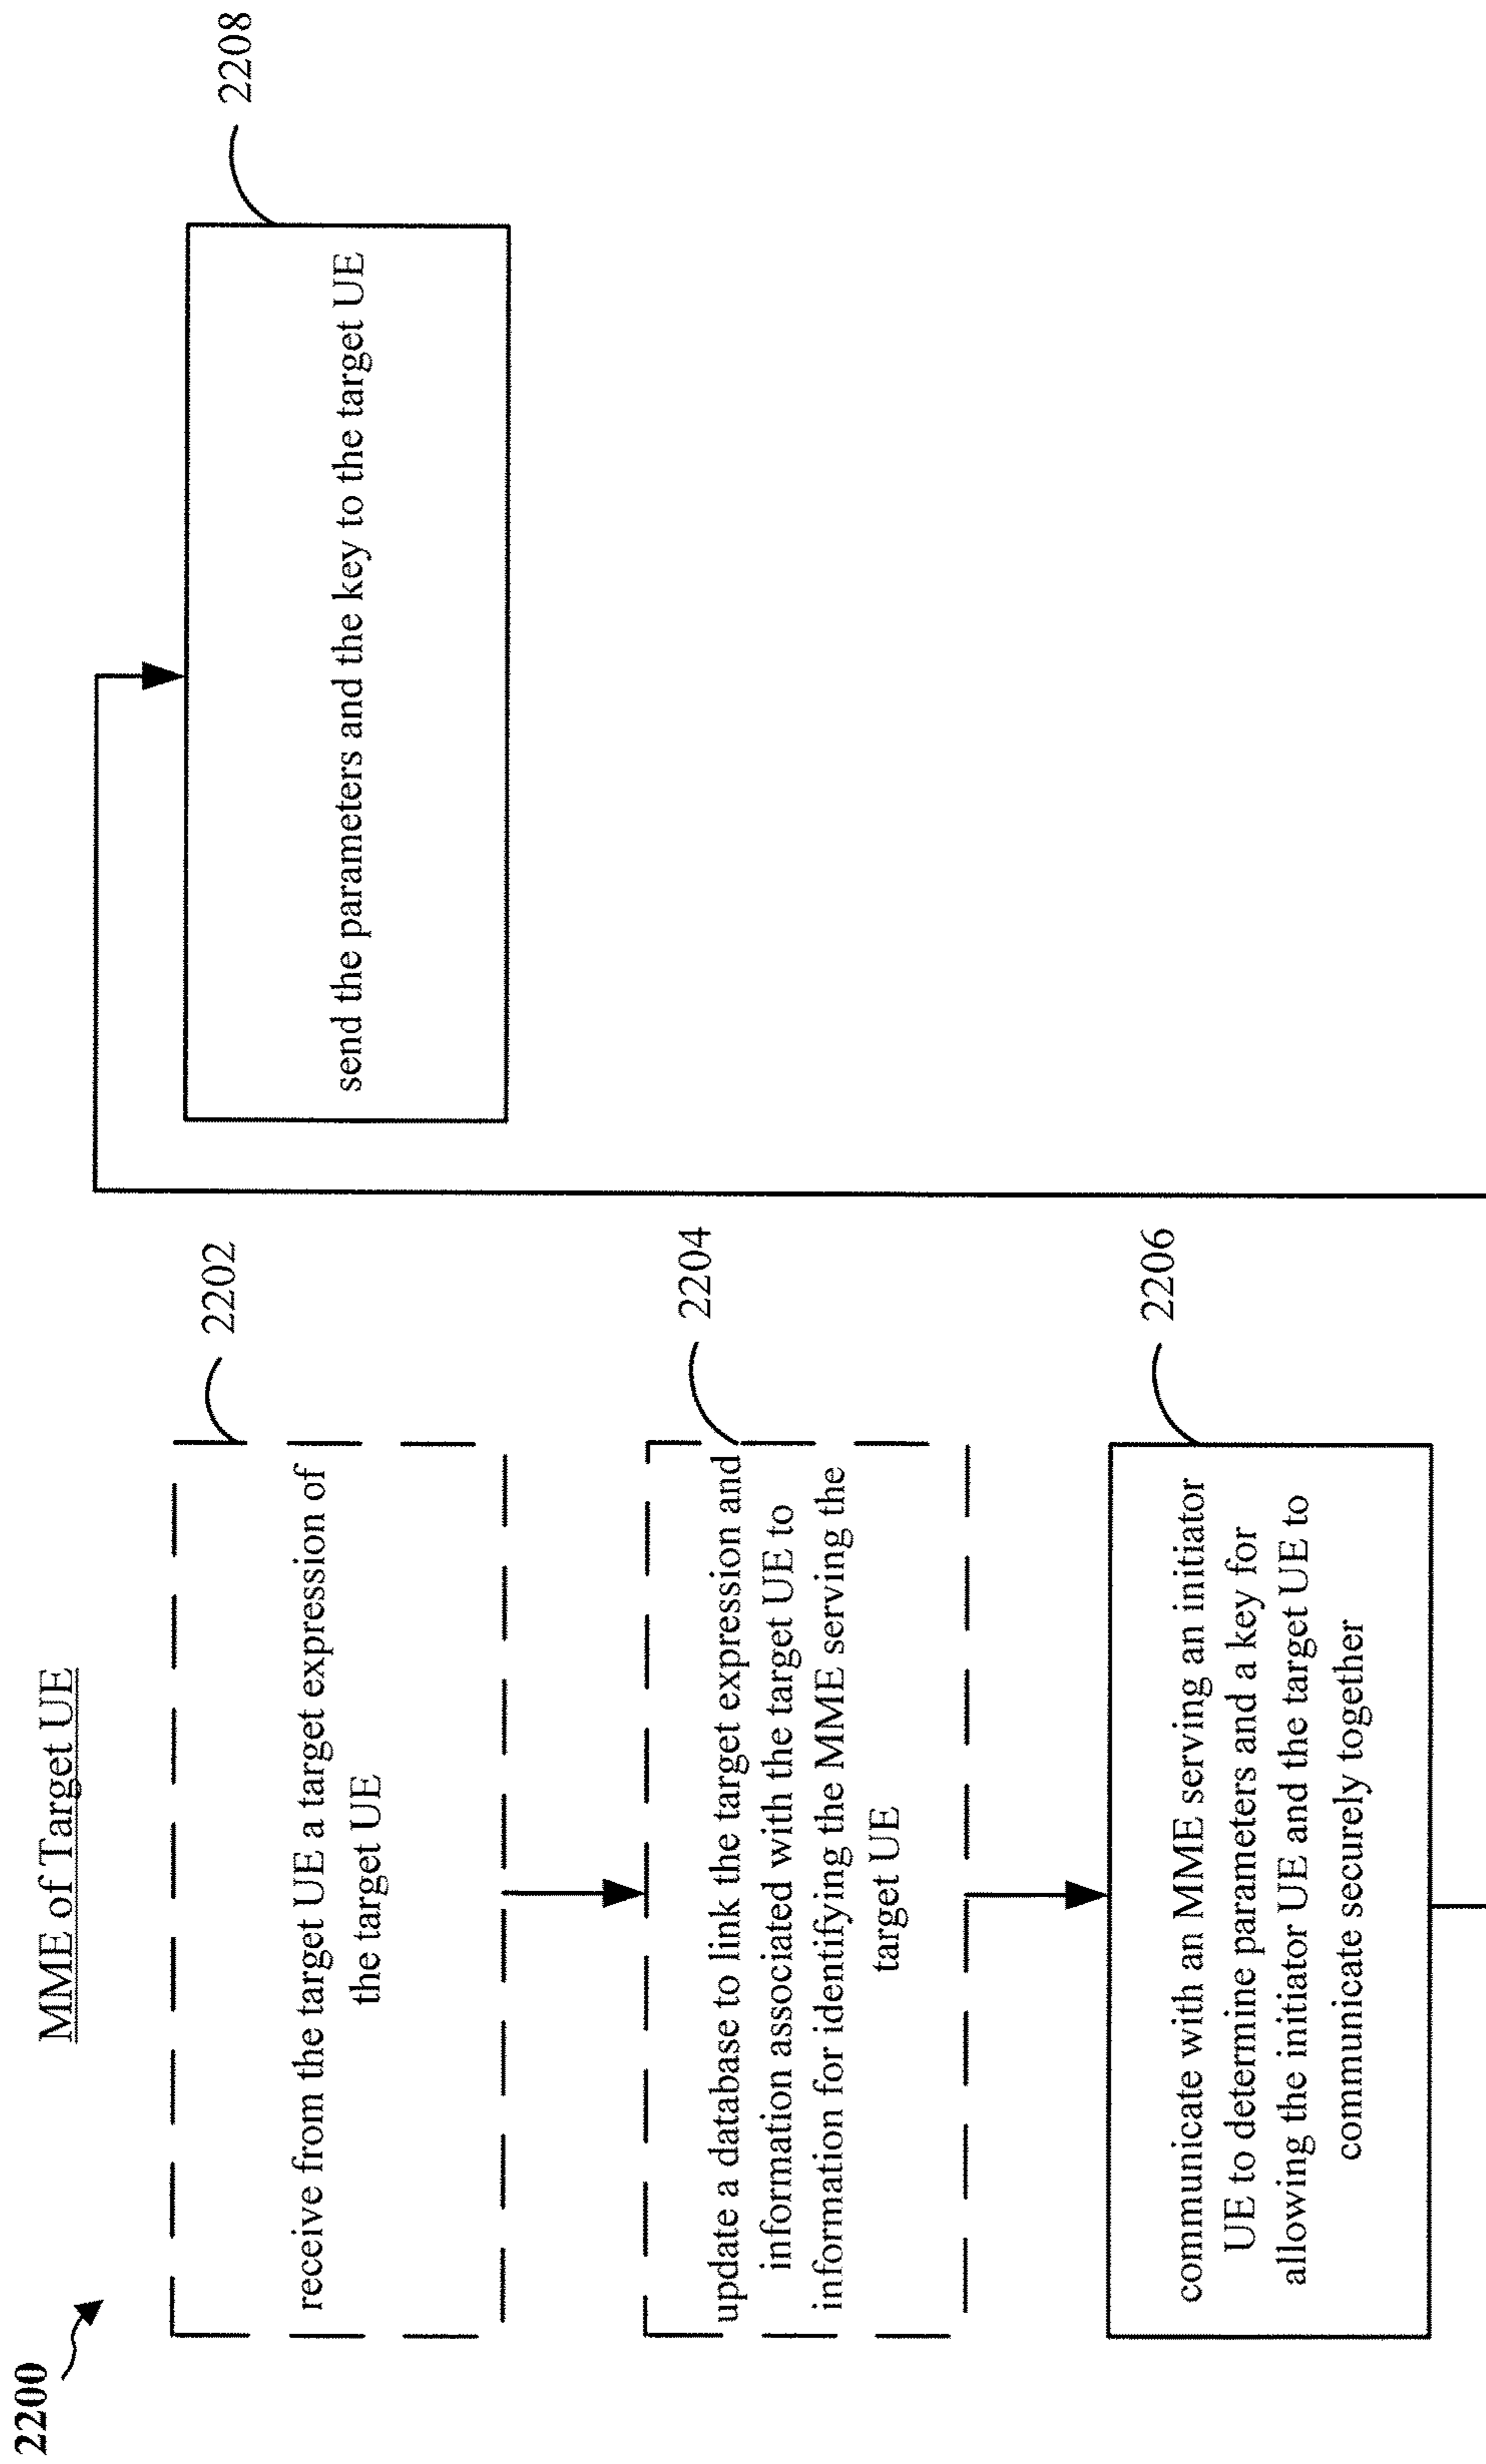 2200
MME of Target UE
2202
receive from the target UE a target expression of
the target UE
2204
update a database to link the target expression and
information associated with the target UE to
information for identifying the MME serving the
target UE
2206
communicate with an MME serving an initiator
UE to determine parameters and a key for
allowing the initiator UE and the target UE to
communicate securely together
2208
send the parameters and the key to the target UE